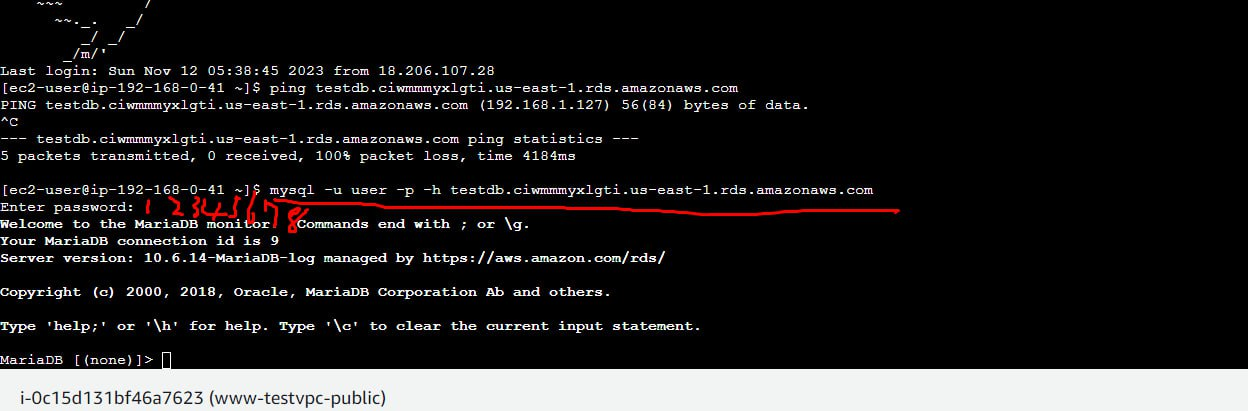 ~~~ /
~~._. _/
_/ _/
_/m/'
Last login: Sun Nov 12 05:38:45 2023 from 18.206.107.28
[ec2-user@ip-192-168-0-41 ~]$ ping testdb.ciwmmmyxlgti.us-east-1.rds.amazonaws.com
PING testdb.ciwmmmyxlgti.us-east-1.rds.amazonaws.com (192.168.1.127) 56(84) bytes of data.
^C
--- testdb.ciwmmmyxlgti.us-east-1.rds.amazonaws.com ping statistics ---
5 packets transmitted, 0 received, 100% packet loss, time 4184ms
[ec2-user@ip-192-168-0-41 ~]$ mysql -u user -p -h testdb.ciwmmmyxlgti.us-east-1.rds.amazonaws.com
Enter password: 12345678
Welcome to the MariaDB monitor. Commands end with ; or \g.
Your MariaDB connection id is 9
Server version: 10.6.14-MariaDB-log managed by https://aws.amazon.com/rds/
Copyright (c) 2000, 2018, Oracle, MariaDB Corporation Ab and others.
Type 'help;' or '\h' for help. Type '\c' to clear the current input statement.
MariaDB [(none)]>
i-0c15d131bf46a7623 (www-testvpc-public)